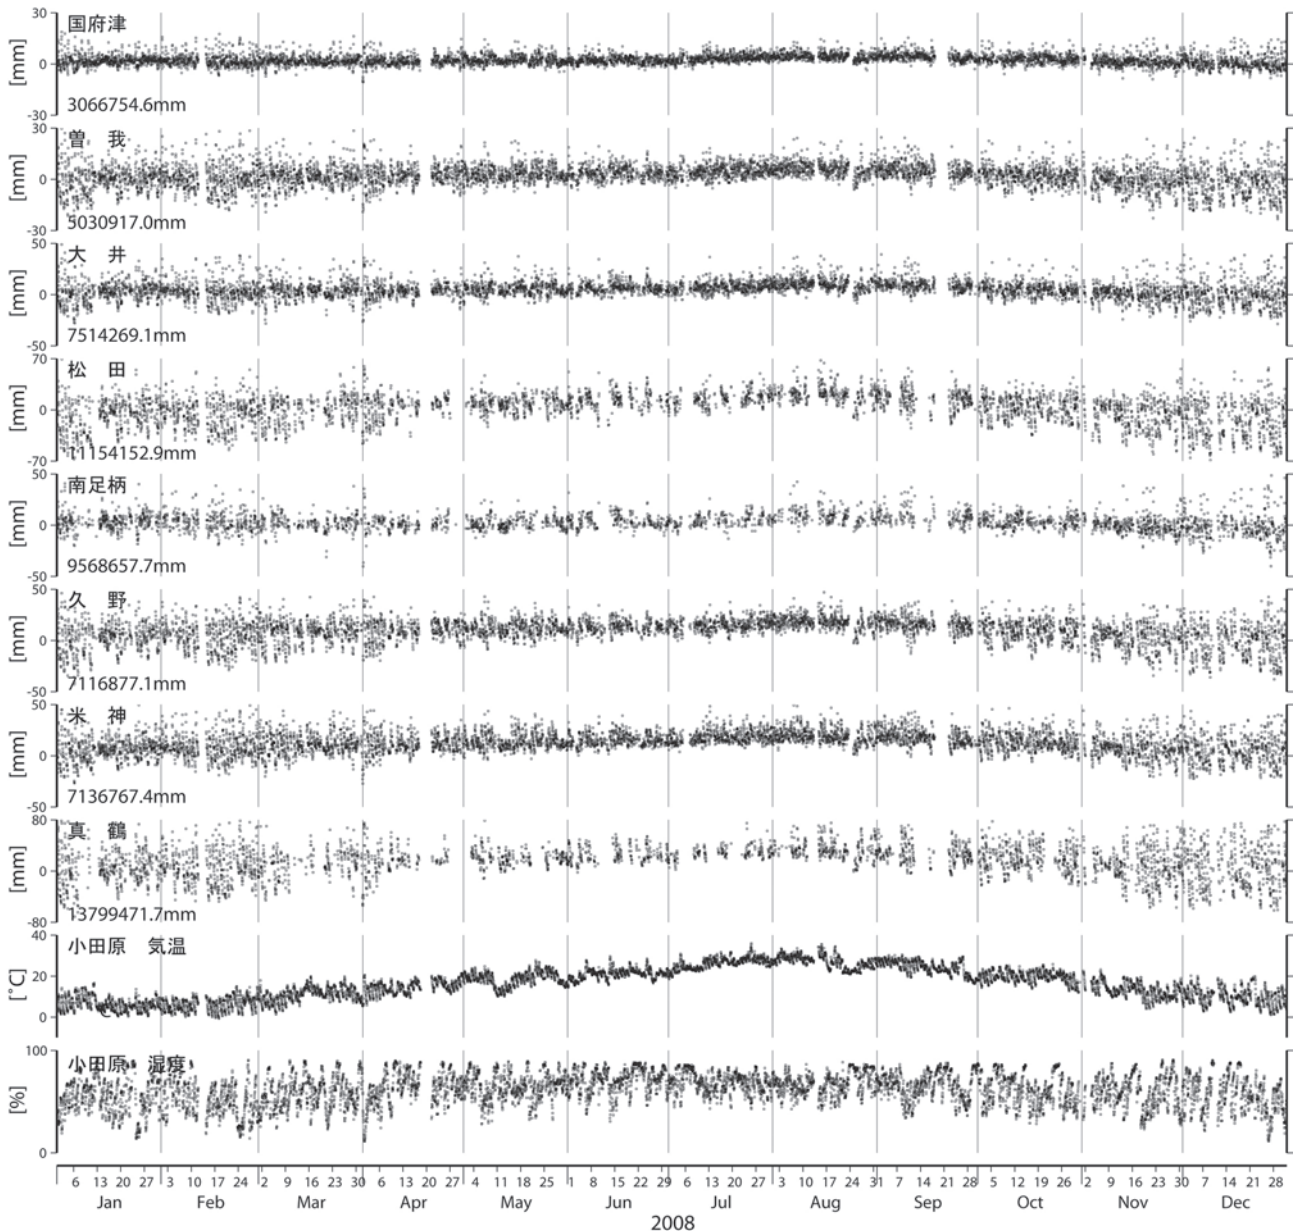 30
国府津
[mm]
0
3066754.6mm
-30
30
曽 我
[mm]
0
5030917.0mm
-30
50
大 井
[mm]
0
7514269.1mm
-50
70
松 田
[mm]
0
11154152.9mm
-70
50
南足柄
[mm]
0
9568657.7mm
-50
50
久 野
[mm]
0
7116877.1mm
-50
50
米 神
[mm]
0
7136767.4mm
-50
80
真 鶴
[mm]
0
13799471.7mm
-80
40
小田原 気温
[°C]
20
0
100
小田原 湿度
[%]
50
0
6 13 20 27 3 10 17 24 2 9 16 23 30 6 13 20 27 4 11 18 25 1 8 15 22 29 6 13 20 27 3 10 17 24 31 7 14 21 28 5 12 19 26 2 9 16 23 30 7 14 21 28
Jan Feb Mar Apr May Jun Jul Aug Sep Oct Nov Dec
2008